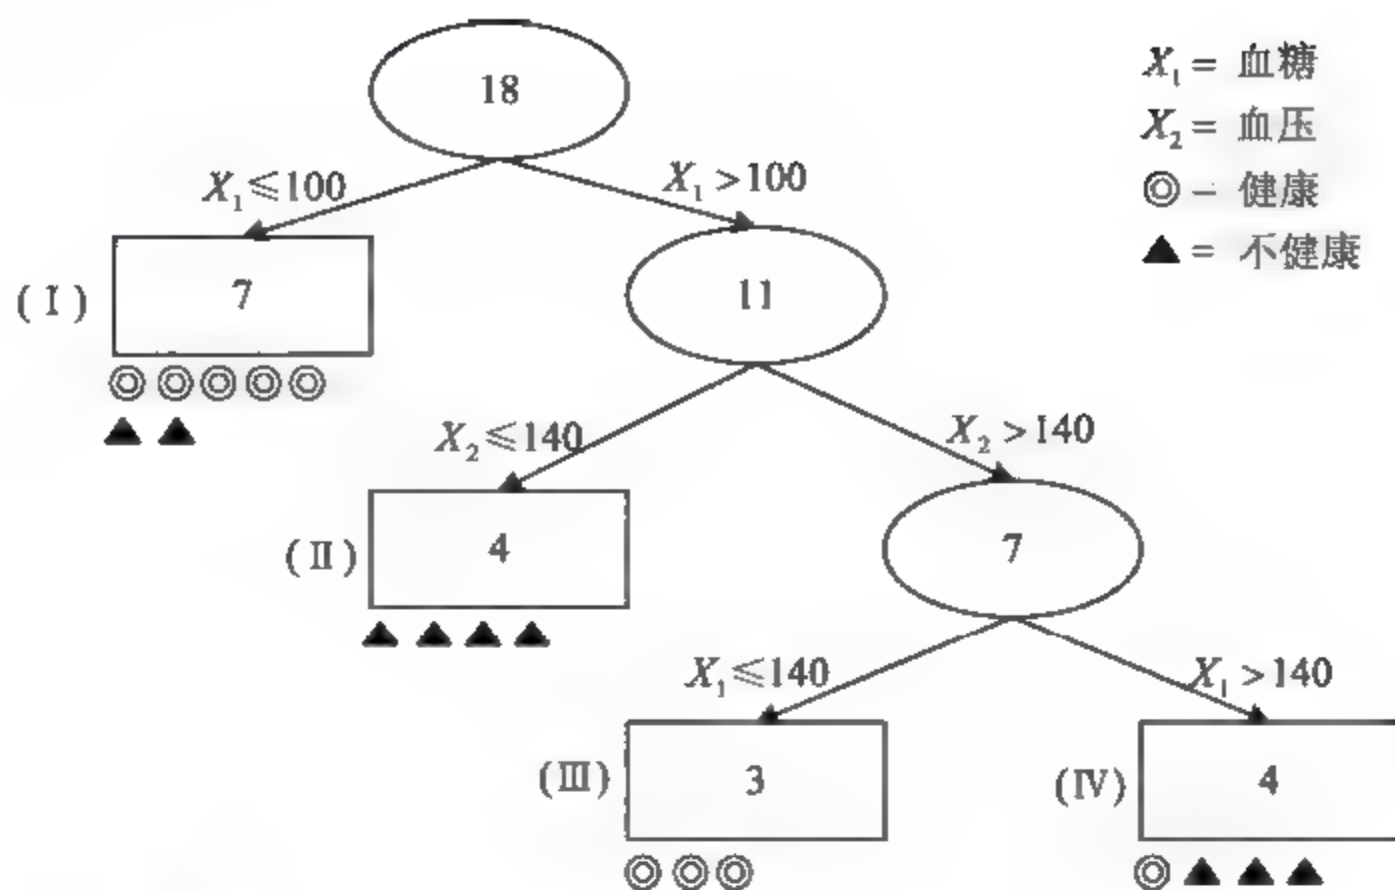 18
X₁ = 血糖
X₂ = 血压
◎ – 健康
▲ = 不健康
X₁≤100
X₁>100
(Ⅰ)
7
11
X₂≤140
X₂>140
(Ⅱ)
4
7
X₁≤140
X₁>140
(Ⅲ)
3
(Ⅳ)
4